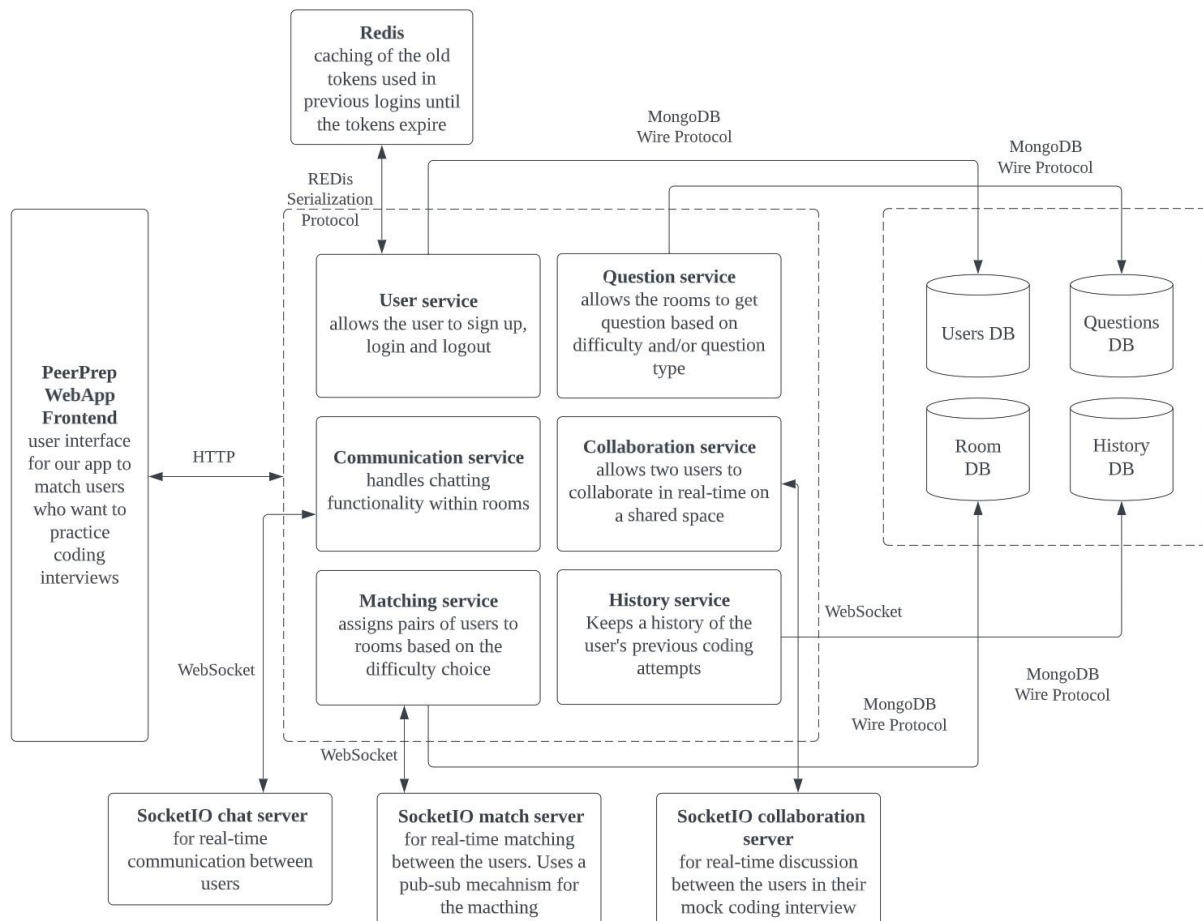 Redis
caching of the old
tokens used in
previous logins until
the tokens expire
MongoDB
Wire Protocol
MongoDB
Wire Protocol
REDis
Serialization
Protocol
PeerPrep
WebApp
Frontend
user interface
for our app to
match users
who want to
practice
coding
interviews
HTTP
User service
allows the user to sign up,
login and logout
Question service
allows the rooms to get
question based on
difficulty and/or question
type
Users DB
Questions
DB
Communication service
handles chatting
functionality within rooms
Collaboration service
allows two users to
collaborate in real-time on
a shared space
Room
DB
History
DB
Matching service
assigns pairs of users to
rooms based on the
difficulty choice
History service
Keeps a history of the
user's previous coding
attempts
WebSocket
WebSocket
MongoDB
Wire Protocol
MongoDB
Wire Protocol
WebSocket
SocketIO chat server
for real-time
communication between
users
SocketIO match server
for real-time matching
between the users. Uses a
pub-sub mecahnism for
the macthing
SocketIO collaboration
server
for real-time discussion
between the users in their
mock coding interview